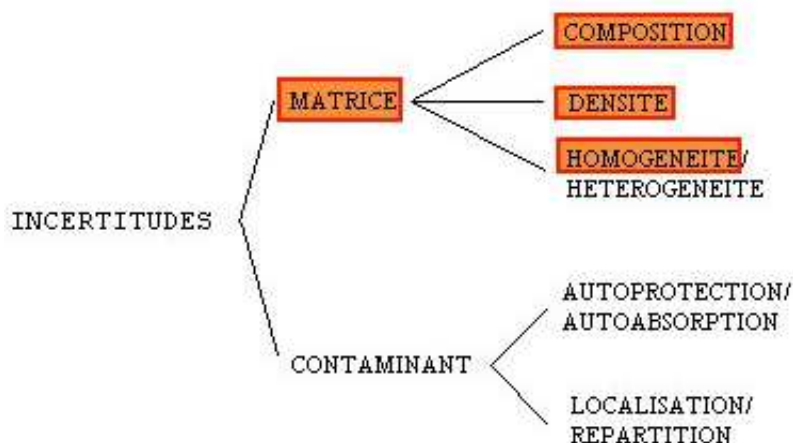 COMPOSITION
MATRICE
DENSITE
HOMOGENEITE/
HETEROGENEITE
INCERTITUDES
AUTOPROTECTION/
AUTOABSORPTION
CONTAMINANT
LOCALISATION/
REPARTITION